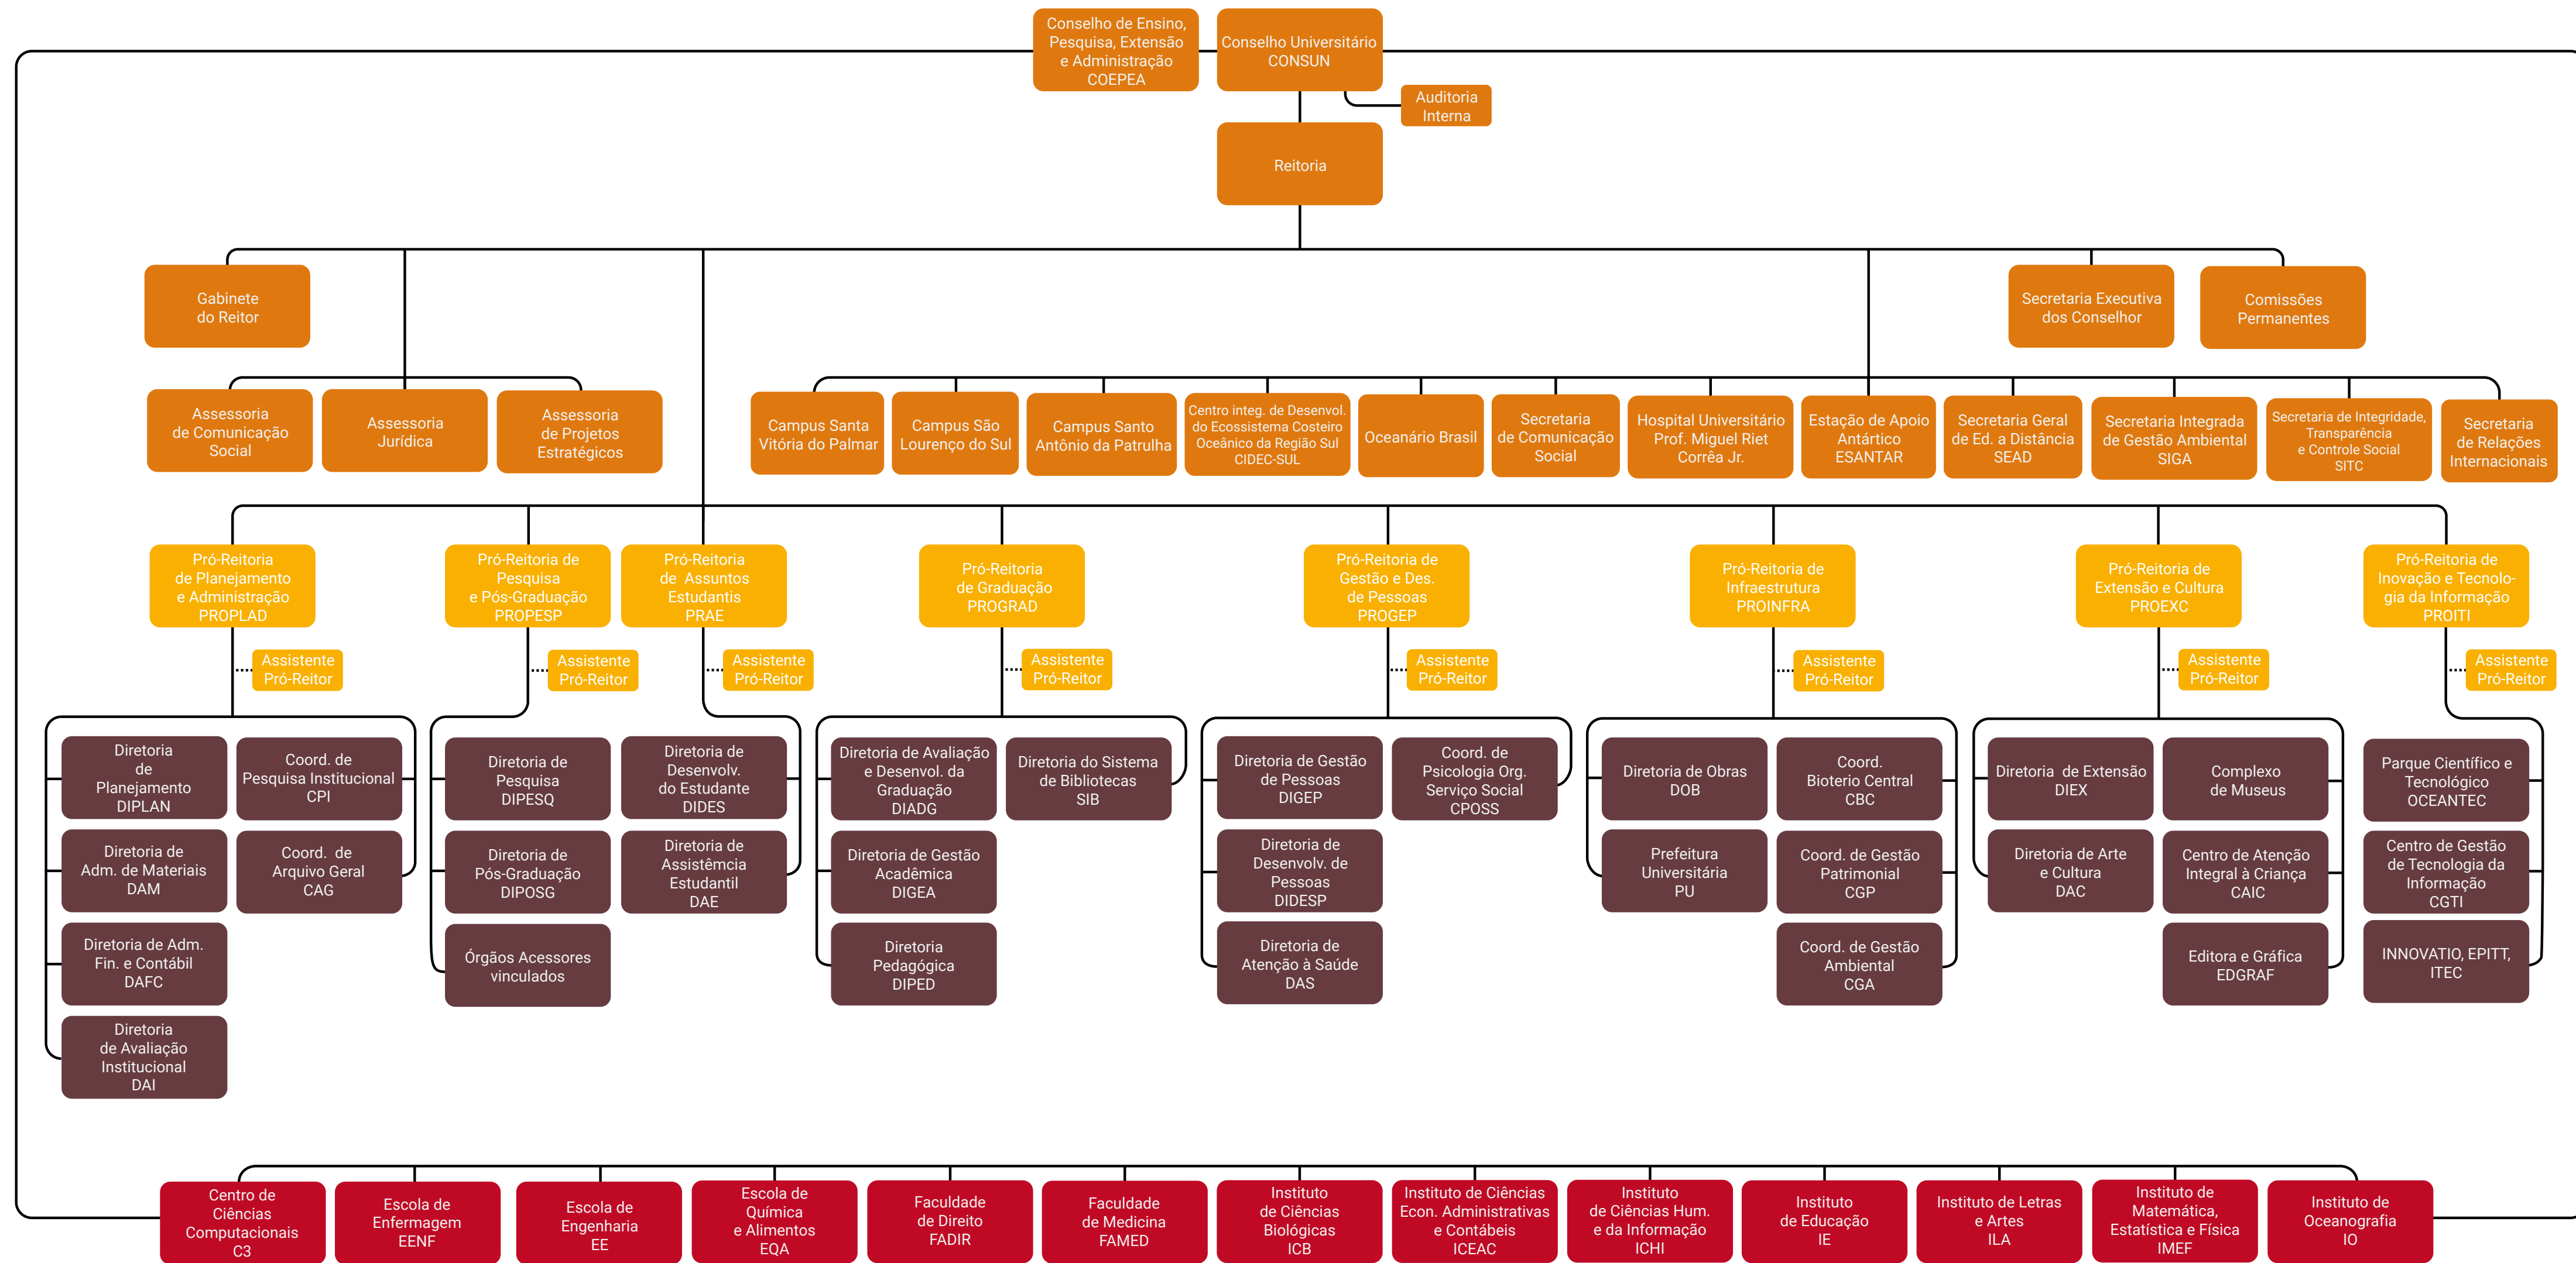 Conselho de Ensino,
Pesquisa, Extensão
e Administração
COEPEA
Conselho Universitário
CONSUN
Auditoria
Interna
Reitoria
Gabinete
do Reitor
Secretaria Executiva
dos Conselhor
Comissões
Permanentes
Assessoria
de Comunicação
Social
Assessoria
Jurídica
Assessoria
de Projetos
Estratégicos
Campus Santa
Vitória do Palmar
Campus São
Lourenço do Sul
Campus Santo
Antônio da Patrulha
Centro integ. de Desenvol.
do Ecossistema Costeiro
Oceânico da Região Sul
CIDEC-SUL
Oceanário Brasil
Secretaria
de Comunicação
Social
Hospital Universitário
Prof. Miguel Riet
Corrêa Jr.
Estação de Apoio
Antártico
ESANTAR
Secretaria Geral
de Ed. a Distância
SEAD
Secretaria Integrada
de Gestão Ambiental
SIGA
Secretaria de Integridade,
Transparência
e Controle Social
SITC
Secretaria
de Relações
Internacionais
Pró-Reitoria
de Planejamento
e Administração
PROPLAD
Pró-Reitoria de
Pesquisa
e Pós-Graduação
PROPESP
Pró-Reitoria
de Assuntos
Estudantis
PRAE
Pró-Reitoria
de Graduação
PROGRAD
Pró-Reitoria de
Gestão e Des.
de Pessoas
PROGEP
Pró-Reitoria de
Infraestrutura
PROINFRA
Pró-Reitoria de
Extensão e Cultura
PROEXC
Pró-Reitoria de
Inovação e Tecnolo-
gia da Informação
PROITI
Assistente
Pró-Reitor
Assistente
Pró-Reitor
Assistente
Pró-Reitor
Assistente
Pró-Reitor
Assistente
Pró-Reitor
Assistente
Pró-Reitor
Assistente
Pró-Reitor
Assistente
Pró-Reitor
Diretoria
de
Planejamento
DIPLAN
Coord. de
Pesquisa Institucional
CPI
Diretoria de
Pesquisa
DIPESQ
Diretoria de
Desenvolv.
do Estudante
DIDES
Diretoria de Avaliação
e Desenvol. da
Graduação
DIADG
Diretoria do Sistema
de Bibliotecas
SIB
Diretoria de Gestão
de Pessoas
DIGEP
Coord. de
Psicologia Org.
Serviço Social
CPOSS
Diretoria de Obras
DOB
Coord.
Bioterio Central
CBC
Diretoria de Extensão
DIEX
Complexo
de Museus
Parque Científico e
Tecnológico
OCEANTEC
Diretoria de
Adm. de Materiais
DAM
Coord. de
Arquivo Geral
CAG
Diretoria de
Pós-Graduação
DIPOSG
Diretoria de
Assistêmcia
Estudantil
DAE
Diretoria de Gestão
Acadêmica
DIGEA
Diretoria de
Desenvolv. de
Pessoas
DIDESP
Prefeitura
Universitária
PU
Coord. de Gestão
Patrimonial
CGP
Diretoria de Arte
e Cultura
DAC
Centro de Atenção
Integral à Criança
CAIC
Centro de Gestão
de Tecnologia da
Informação
CGTI
Diretoria de Adm.
Fin. e Contábil
DAFC
Órgãos Acessores
vinculados
Diretoria
Pedagógica
DIPED
Diretoria de
Atenção à Saúde
DAS
Coord. de Gestão
Ambiental
CGA
Editora e Gráfica
EDGRAF
INNOVATIO, EPITT,
ITEC
Diretoria
de Avaliação
Institucional
DAI
Centro de
Ciências
Computacionais
C3
Escola de
Enfermagem
EENF
Escola de
Engenharia
EE
Escola de
Química
e Alimentos
EQA
Faculdade
de Direito
FADIR
Faculdade
de Medicina
FAMED
Instituto
de Ciências
Biológicas
ICB
Instituto de Ciências
Econ. Administrativas
e Contábeis
ICEAC
Instituto
de Ciências Hum.
e da Informação
ICHI
Instituto
de Educação
IE
Instituto de Letras
e Artes
ILA
Instituto de
Matemática,
Estatística e Física
IMEF
Instituto de
Oceanografia
IO